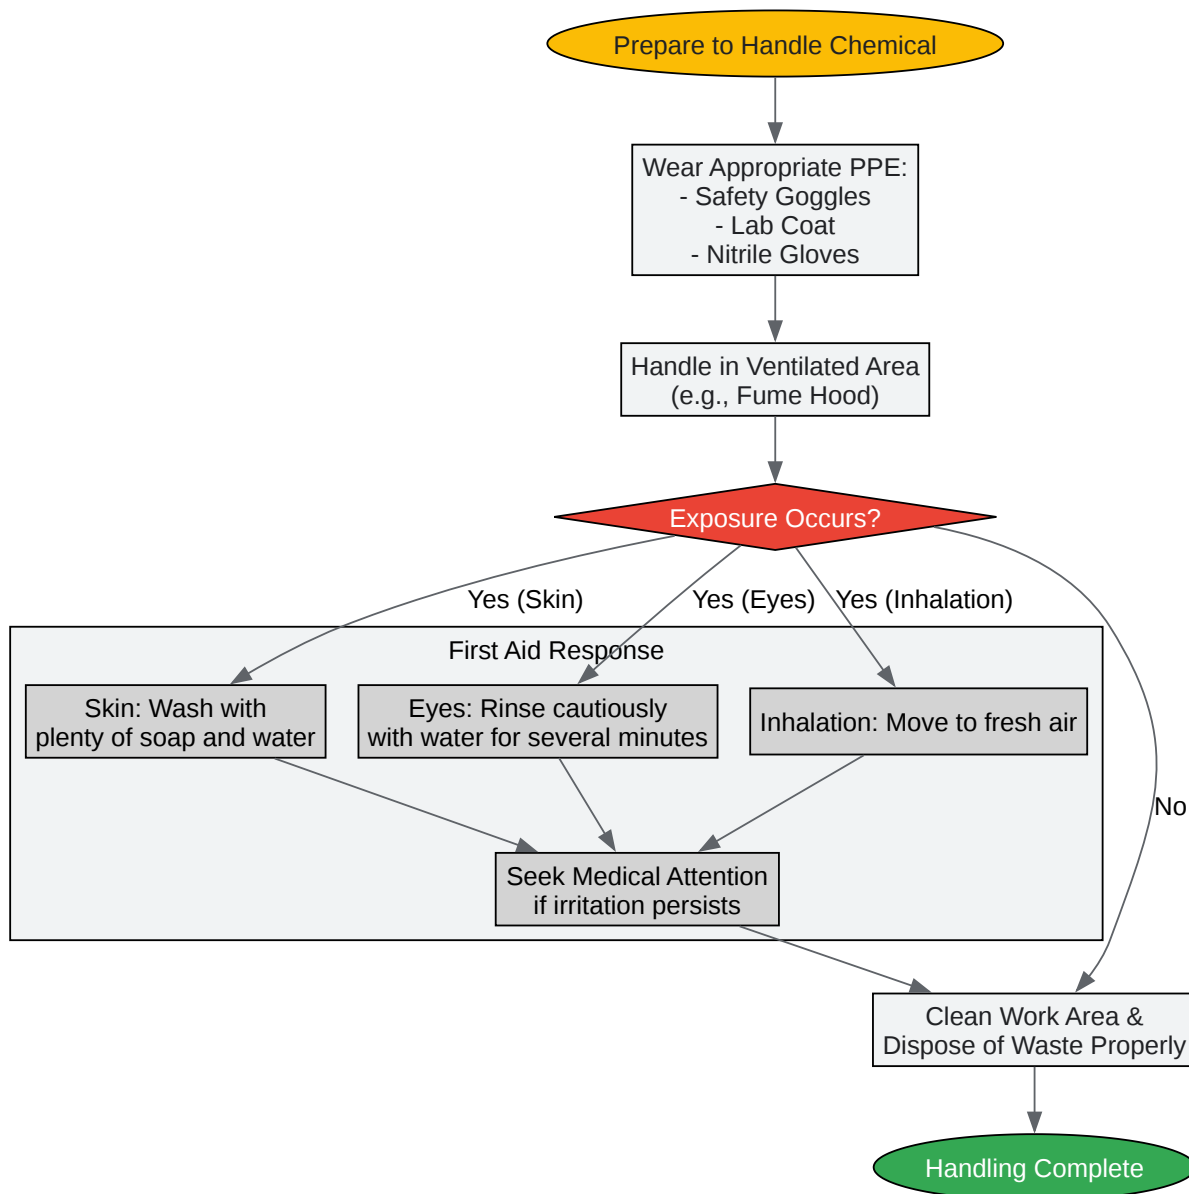 Prepare to Handle Chemical
Wear Appropriate PPE:
- Safety Goggles
- Lab Coat
- Nitrile Gloves
Handle in Ventilated Area
(e.g., Fume Hood)
Exposure Occurs?
Yes (Skin)
Yes (Eyes)
Yes (Inhalation)
First Aid Response
Skin: Wash with
plenty of soap and water
Eyes: Rinse cautiously
with water for several minutes
Inhalation: Move to fresh air
No
Seek Medical Attention
if irritation persists
Clean Work Area &
Dispose of Waste Properly
Handling Complete